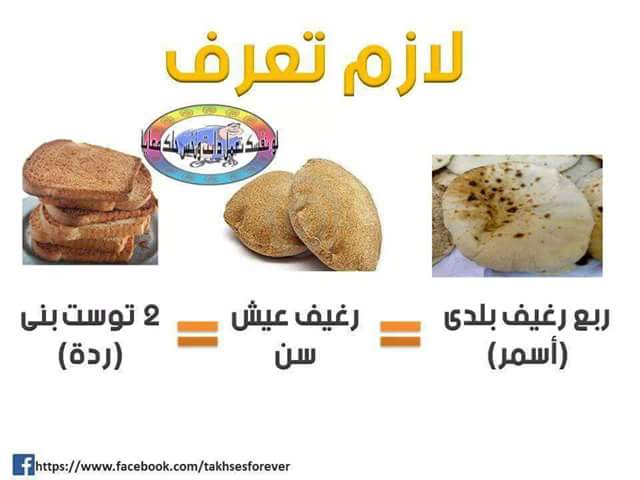 لازم تعرف
ربع رغيف بلدى
(أسمر)
=
رغيف عيش
سن
=
2 توست بنى
(ردة)
https://www.facebook.com/takhsesforever